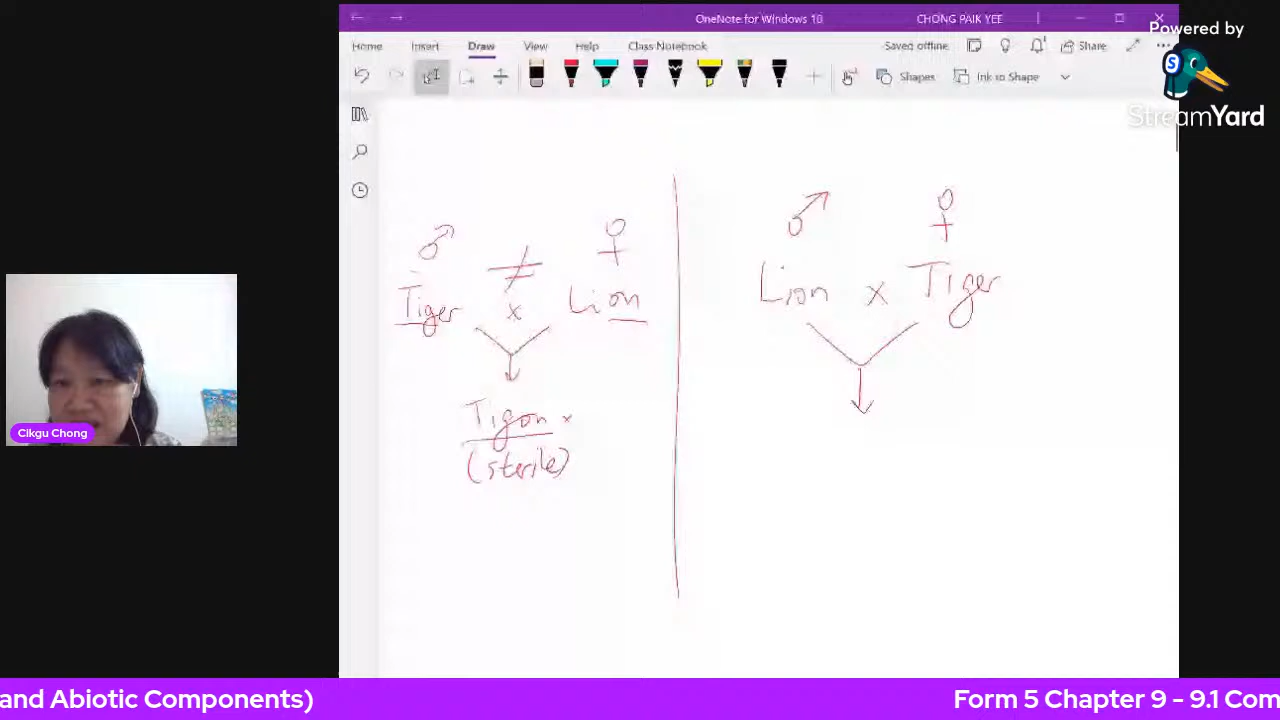 OneNote for Windows 10
CHONG PAIK YEE
Powered by
StreamYard
Home Insert Draw View Help Class Notebook
Saved offline
Share
Shapes
Ink to Shape
♂ ≠ ♀
Tiger x Lion
Tigon x
(sterile)
♂ ♀
Lion x Tiger
Cikgu Chong
and Abiotic Components)
Form 5 Chapter 9 - 9.1 Com